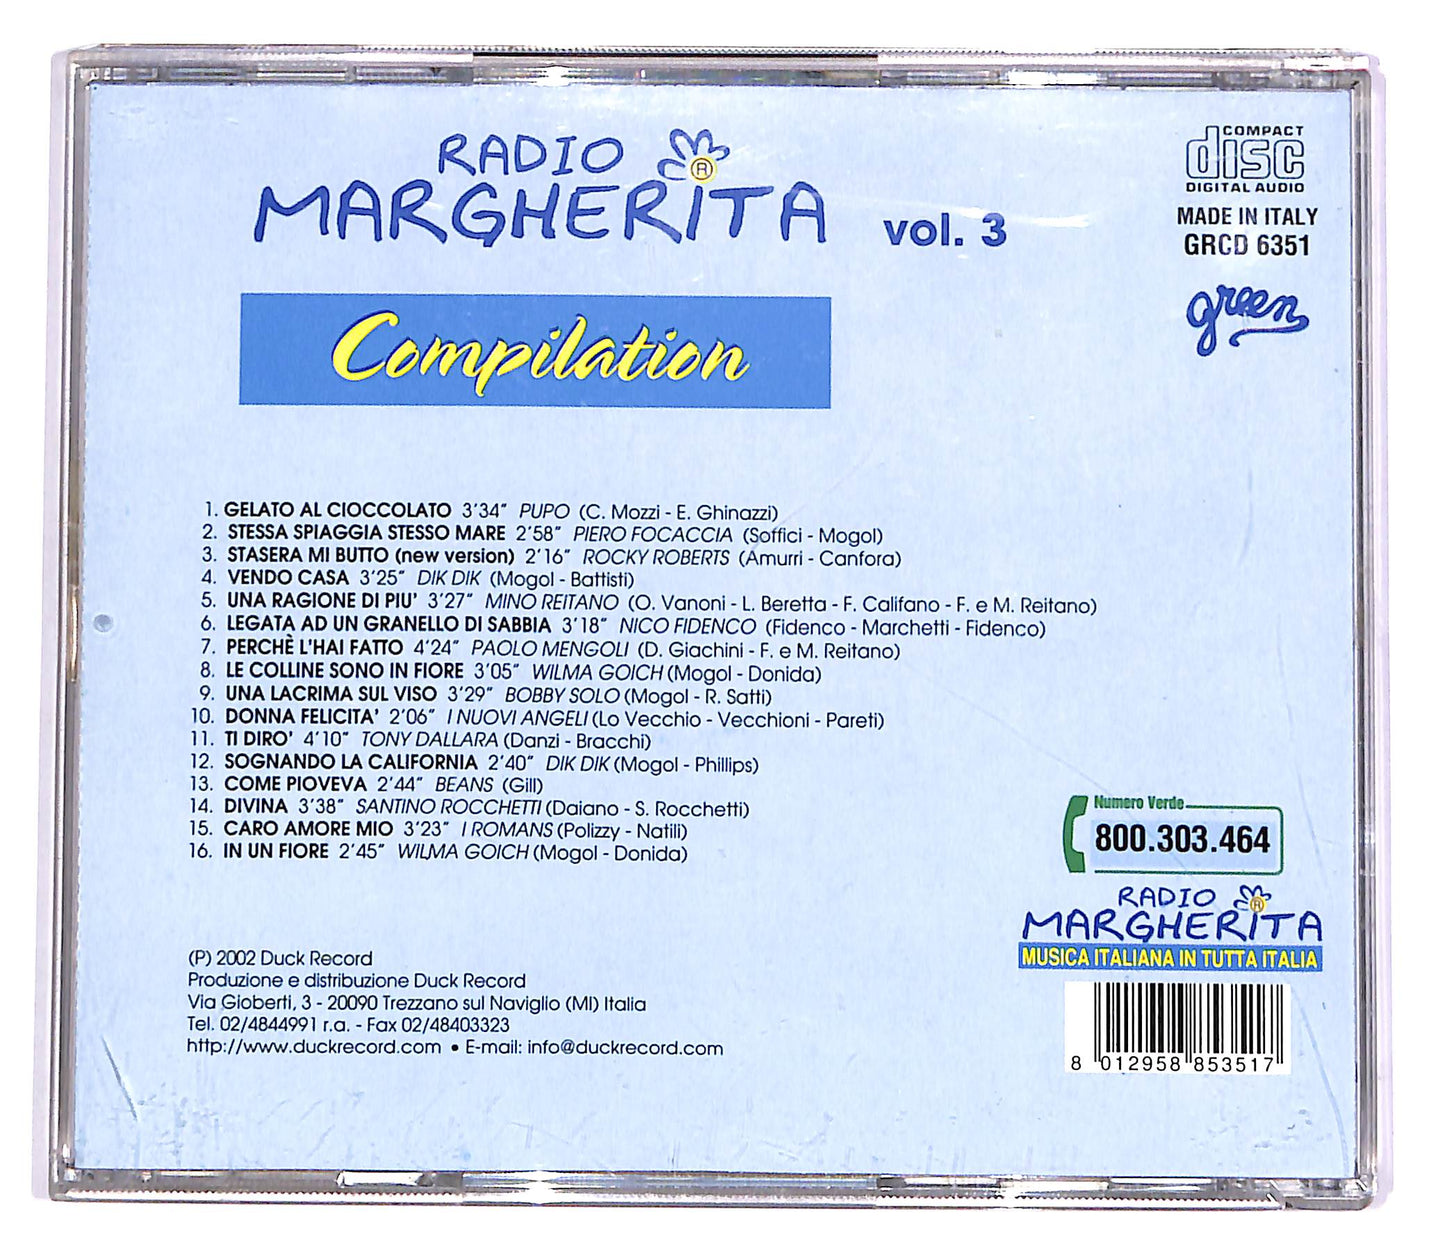 RADIO
MARGHERITA vol. 3
®
Compilation
COMPACT
disc
DIGITAL AUDIO
MADE IN ITALY
GRCD 6351
green
1. GELATO AL CIOCCOLATO 3'34" PUPO (C. Mozzi - E. Ghinazzi)
2. STESSA SPIAGGIA STESSO MARE 2'58" PIERO FOCACCIA (Soffici - Mogol)
3. STASERA MI BUTTO (new version) 2'16" ROCKY ROBERTS (Amurri - Canfora)
4. VENDO CASA 3'25" DIK DIK (Mogol - Battisti)
5. UNA RAGIONE DI PIU' 3'27" MINO REITANO (O. Vanoni - L. Beretta - F. Califano - F. e M. Reitano)
6. LEGATA AD UN GRANELLO DI SABBIA 3'18" NICO FIDENCO (Fidenco - Marchetti - Fidenco)
7. PERCHÈ L'HAI FATTO 4'24" PAOLO MENGOLI (D. Giachini - F. e M. Reitano)
8. LE COLLINE SONO IN FIORE 3'05" WILMA GOICH (Mogol - Donida)
9. UNA LACRIMA SUL VISO 3'29" BOBBY SOLO (Mogol - R. Satti)
10. DONNA FELICITA' 2'06" I NUOVI ANGELI (Lo Vecchio - Vecchioni - Pareti)
11. TI DIRO' 4'10" TONY DALLARA (Danzi - Bracchi)
12. SOGNANDO LA CALIFORNIA 2'40" DIK DIK (Mogol - Phillips)
13. COME PIOVEVA 2'44" BEANS (Gill)
14. DIVINA 3'38" SANTINO ROCCHETTI (Daiano - S. Rocchetti)
15. CARO AMORE MIO 3'23" I ROMANS (Polizzy - Natili)
16. IN UN FIORE 2'45" WILMA GOICH (Mogol - Donida)
Numero Verde
800.303.464
RADIO
MARGHERITA
®
MUSICA ITALIANA IN TUTTA ITALIA
(P) 2002 Duck Record
Produzione e distribuzione Duck Record
Via Gioberti, 3 - 20090 Trezzano sul Naviglio (MI) Italia
Tel. 02/4844991 r.a. - Fax 02/48403323
http://www.duckrecord.com • E-mail: info@duckrecord.com
8 012958 853517